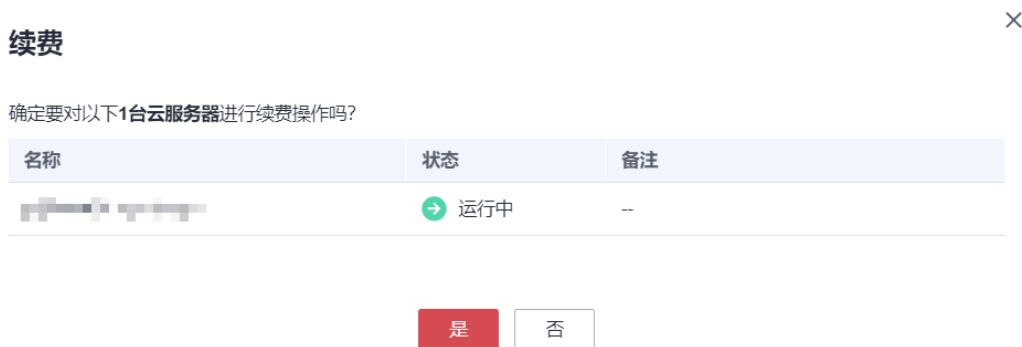 续费
确定要对以下1台云服务器进行续费操作吗?
名称 状态 备注
运行中 --
是 否